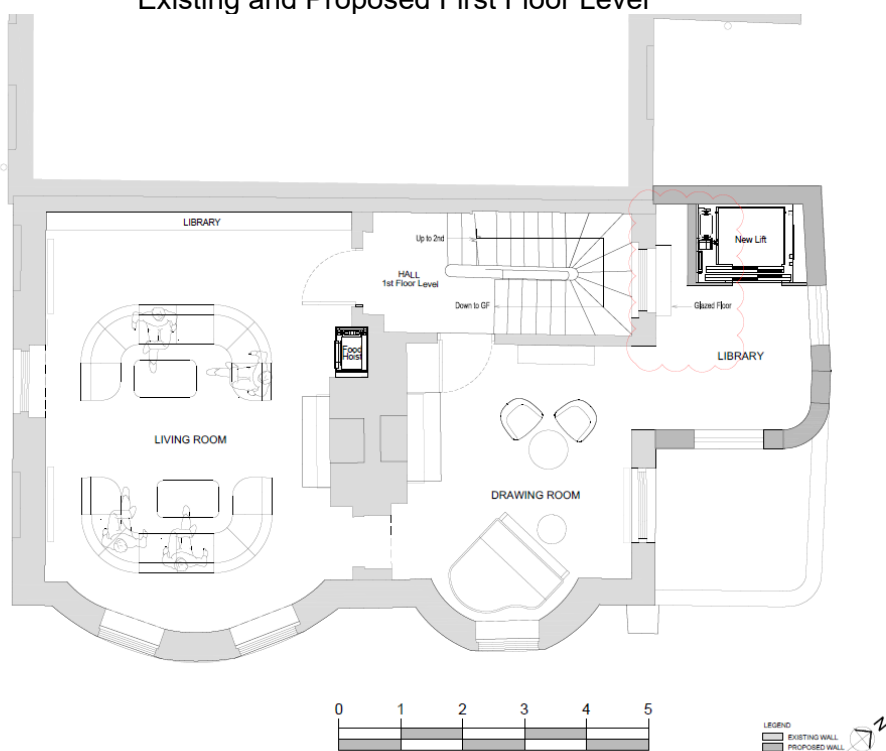 Existing and Proposed First Floor Level
LIBRARY
Up to 2nd
New Lift
HALL
1st Floor Level
Down to GF
Glazed Floor
Food
Hoist
LIBRARY
LIVING ROOM
DRAWING ROOM
0 1 2 3 4 5
LEGEND
EXISTING WALL
PROPOSED WALL
N